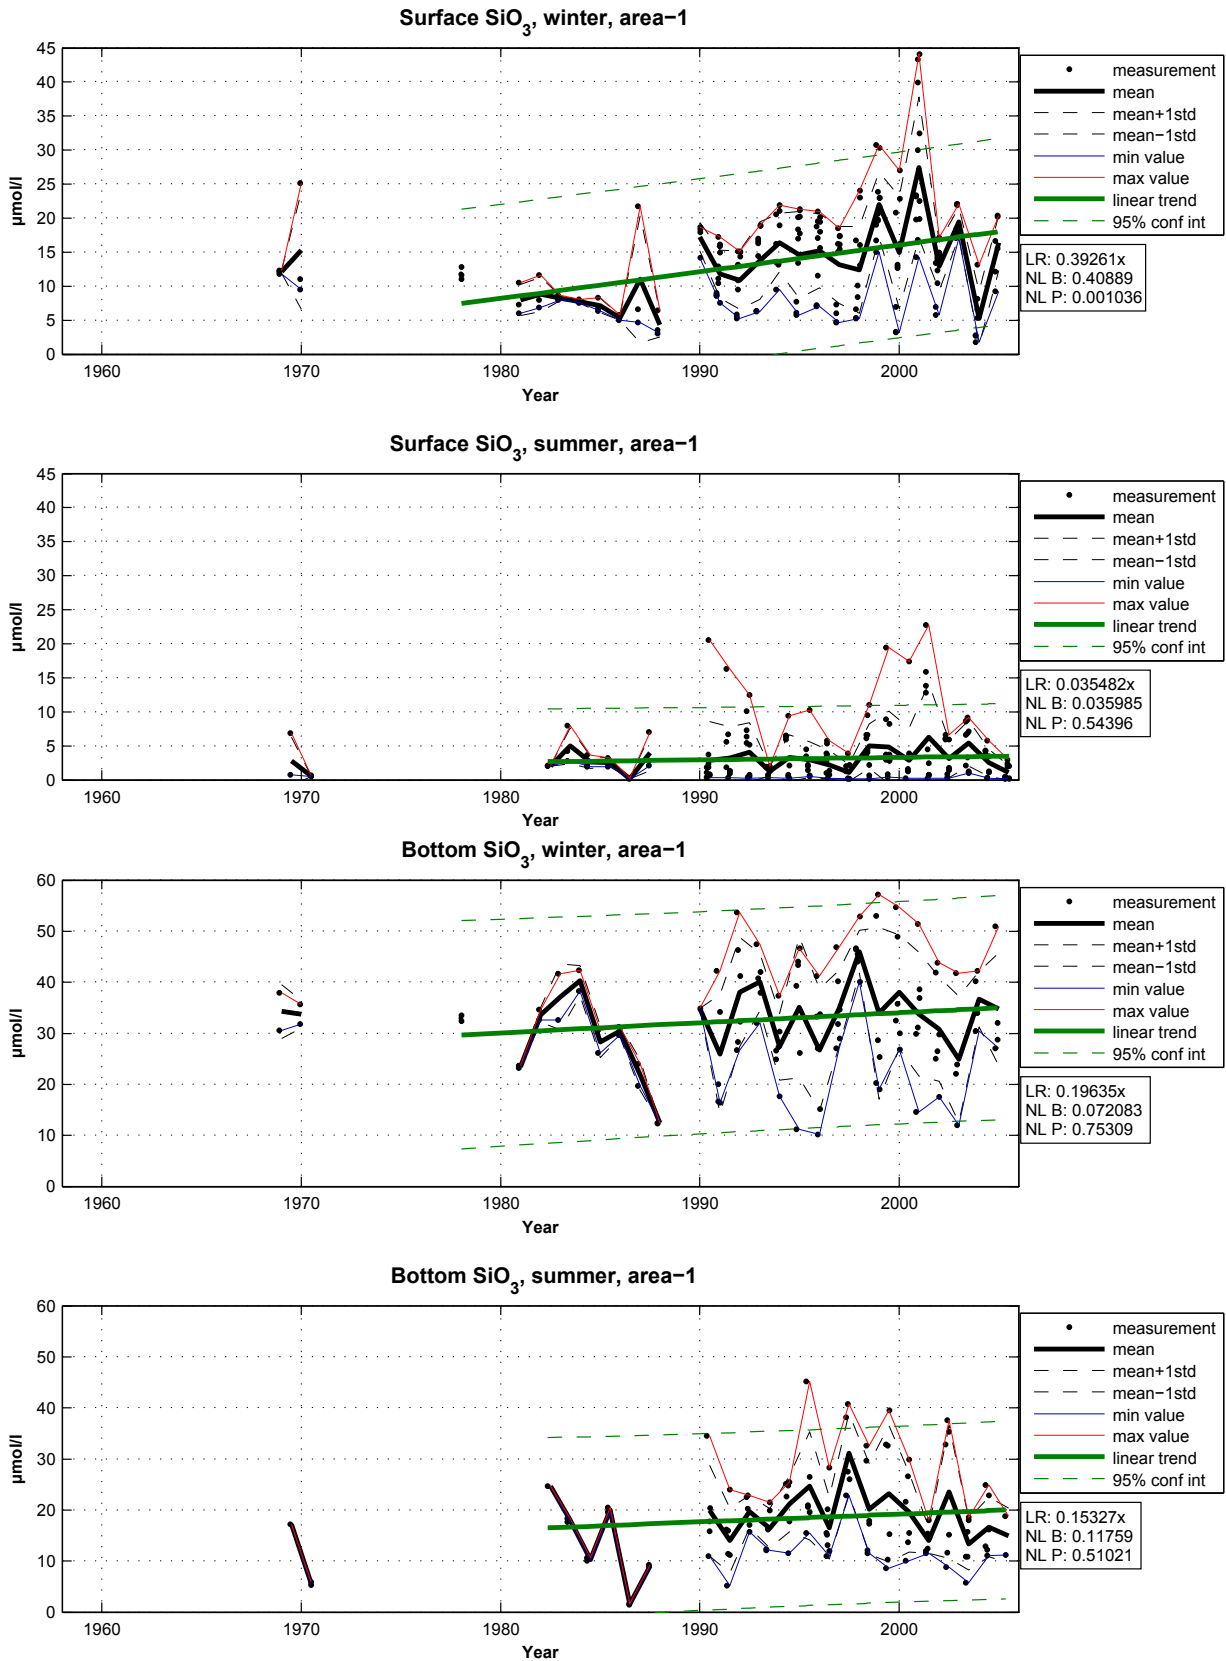 Surface SiO3, winter, area−1
45
40
35
30
25
20
15
10
5
0
µmol/l
1960 1970 1980 1990 2000
Year
measurement
mean
mean+1std
mean−1std
min value
max value
linear trend
95% conf int
LR: 0.39261x
NL B: 0.40889
NL P: 0.001036
Surface SiO3, summer, area−1
45
40
35
30
25
20
15
10
5
0
µmol/l
1960 1970 1980 1990 2000
Year
measurement
mean
mean+1std
mean−1std
min value
max value
linear trend
95% conf int
LR: 0.035482x
NL B: 0.035985
NL P: 0.54396
Bottom SiO3, winter, area−1
60
50
40
30
20
10
0
µmol/l
1960 1970 1980 1990 2000
Year
measurement
mean
mean+1std
mean−1std
min value
max value
linear trend
95% conf int
LR: 0.19635x
NL B: 0.072083
NL P: 0.75309
Bottom SiO3, summer, area−1
60
50
40
30
20
10
0
µmol/l
1960 1970 1980 1990 2000
Year
measurement
mean
mean+1std
mean−1std
min value
max value
linear trend
95% conf int
LR: 0.15327x
NL B: 0.11759
NL P: 0.51021